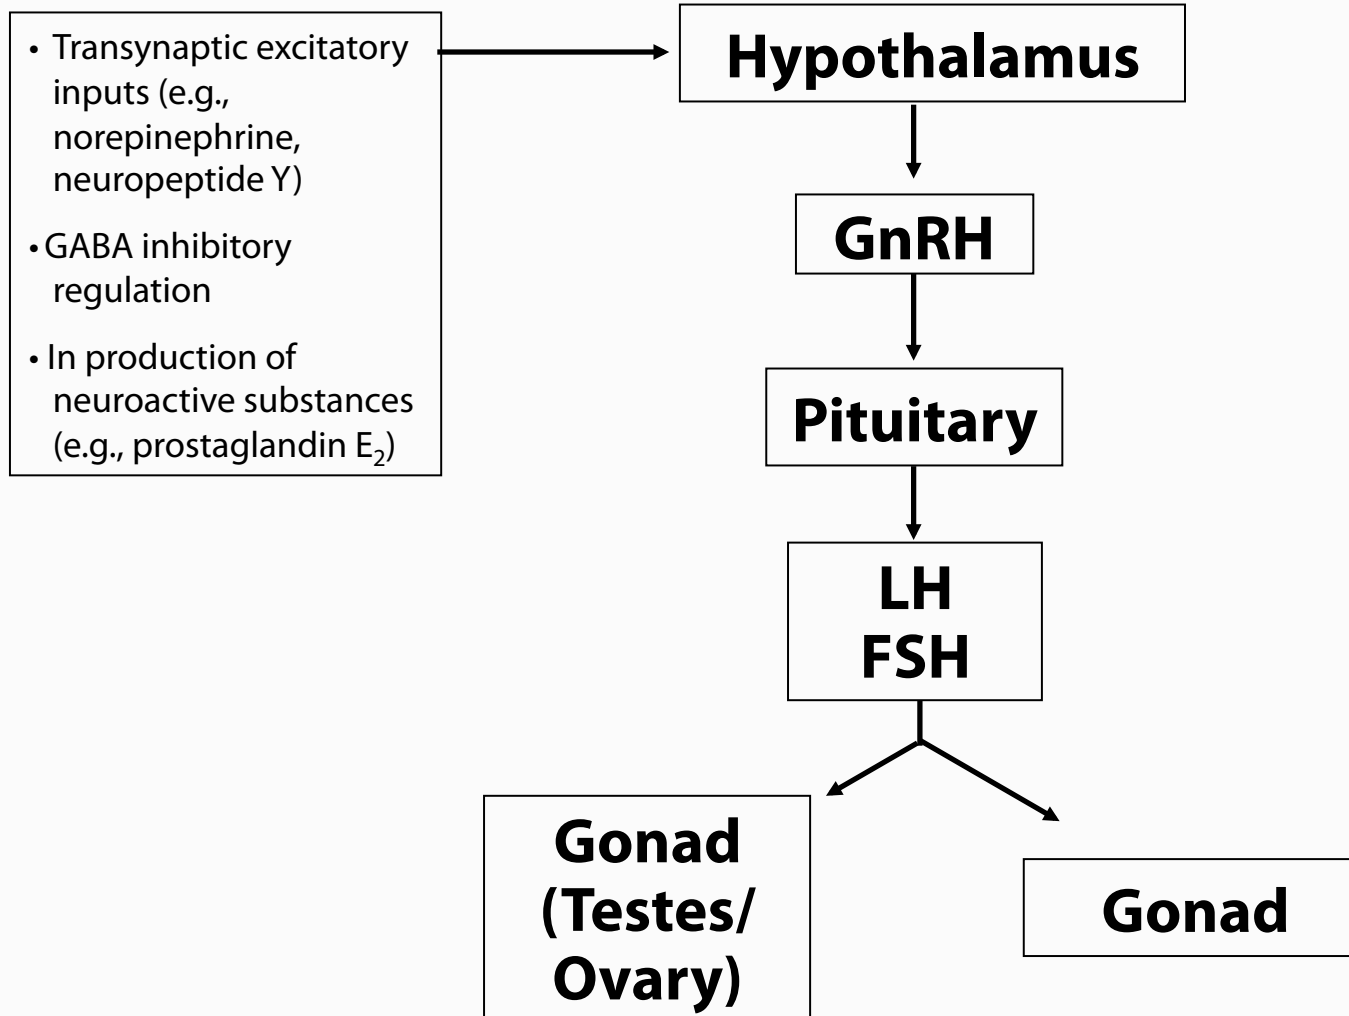 • Transynaptic excitatory
inputs (e.g.,
norepinephrine,
neuropeptide Y)
• GABA inhibitory
regulation
• In production of
neuroactive substances
(e.g., prostaglandin E₂)
Hypothalamus
GnRH
Pituitary
LH
FSH
Gonad
(Testes/
Ovary)
Gonad